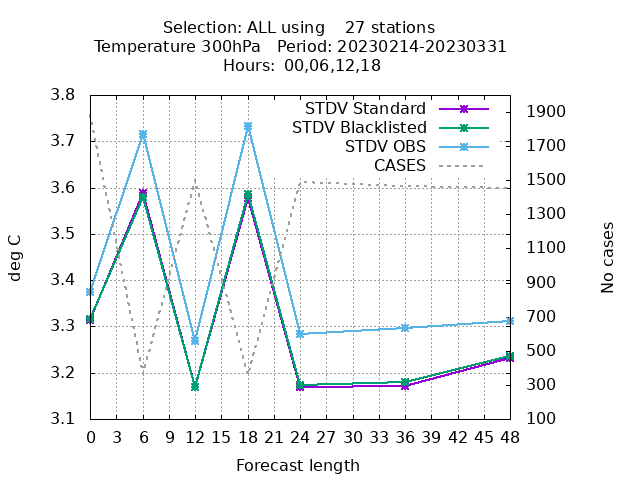 Selection: ALL using    27 stations
Temperature 300hPa   Period: 20230214-20230331
Hours: 00,06,12,18
STDV Standard
STDV Blacklisted
STDV OBS
CASES
3.8
3.7
3.6
3.5
3.4
3.3
3.2
3.1
deg C
1900
1700
1500
1300
1100
900
700
500
300
100
No cases
0 3 6 9 12 15 18 21 24 27 30 33 36 39 42 45 48
Forecast length